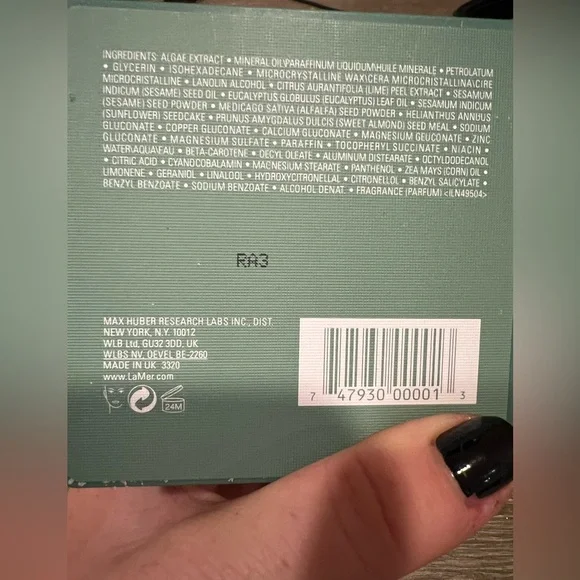 INGREDIENTS: ALGAE EXTRACT • MINERAL OIL\PARAFFINUM LIQUIDUM\HUILE MINERALE • PETROLATUM
• GLYCERIN • ISOHEXADECANE • MICROCRYSTALLINE WAX\CERA MICROCRISTALLINA\CIRE
MICROCRISTALLINE • LANOLIN ALCOHOL • CITRUS AURANTIFOLIA (LIME) PEEL EXTRACT • SESAMUM
INDICUM (SESAME) SEED OIL • EUCALYPTUS GLOBULUS (EUCALYPTUS) LEAF OIL • SESAMUM INDICUM
(SESAME) SEED POWDER • MEDICAGO SATIVA (ALFALFA) SEED POWDER • HELIANTHUS ANNUUS
(SUNFLOWER) SEEDCAKE • PRUNUS AMYGDALUS DULCIS (SWEET ALMOND) SEED MEAL • SODIUM
GLUCONATE • COPPER GLUCONATE • CALCIUM GLUCONATE • MAGNESIUM GLUCONATE • ZINC
GLUCONATE • MAGNESIUM SULFATE • PARAFFIN • TOCOPHERYL SUCCINATE • NIACIN •
WATER\AQUA\EAU • BETA-CAROTENE • DECYL OLEATE • ALUMINUM DISTEARATE • OCTYLDODECANOL
• CITRIC ACID • CYANOCOBALAMIN • MAGNESIUM STEARATE • PANTHENOL • ZEA MAYS (CORN) OIL •
LIMONENE • GERANIOL • LINALOOL • HYDROXYCITRONELLAL • CITRONELLOL • BENZYL SALICYLATE •
BENZYL BENZOATE • SODIUM BENZOATE • ALCOHOL DENAT. • FRAGRANCE (PARFUM) <ILN49504>
RA3
MAX HUBER RESEARCH LABS INC., DIST.
NEW YORK, N.Y. 10012
WLB Ltd, GU32 3DD, UK
WLBS NV, OEVEL BE-2260
MADE IN UK 3320
www.LaMer.com
24M
7 47930 00001 3